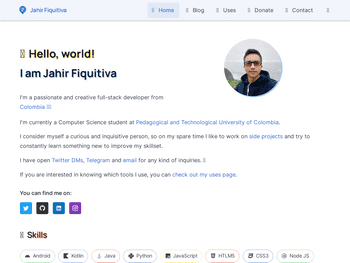 Jahir Fiquitiva
Home
Blog
Uses
Donate
Contact
Hello, world!
I am Jahir Fiquitiva
I'm a passionate and creative full-stack developer from
Colombia
I'm currently a Computer Science student at Pedagogical and Technological University of Colombia.
I consider myself a curious and inquisitive person, so on my spare time I like to work on side projects and try to
constantly learn something new to improve my skillset.
I have open Twitter DMs, Telegram and email for any kind of inquiries.
If you are interested in knowing which tools I use, you can check out my uses page.
You can find me on:
Skills
Android
Kotlin
Java
Python
JavaScript
HTML5
CSS3
Node JS